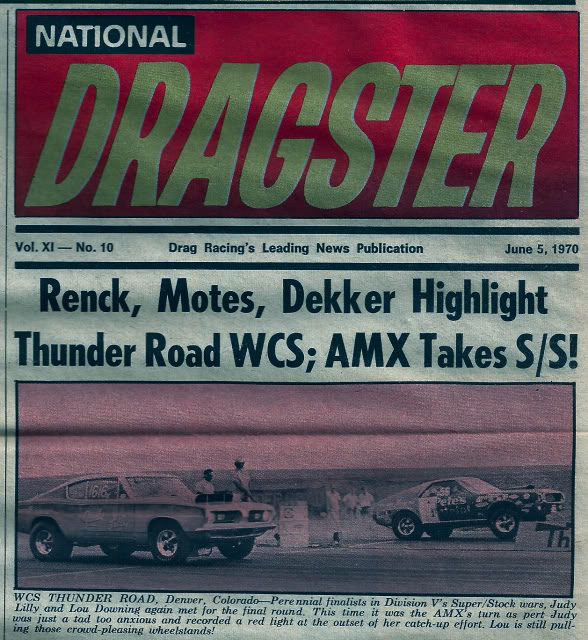 NATIONAL
DRAGSTER
Vol. XI — No. 10 Drag Racing's Leading News Publication June 5, 1970
Renck, Motes, Dekker Highlight
Thunder Road WCS; AMX Takes S/S!
Pete's
Th
WCS THUNDER ROAD, Denver, Colorado—Perennial finalists in Division V's Super/Stock wars, Judy
Lilly and Lou Downing again met for the final round. This time it was the AMX's turn as pert Judy
was just a tad too anxious and recorded a red light at the outset of her catch-up effort. Lou is still pull-
ing those crowd-pleasing wheelstands!